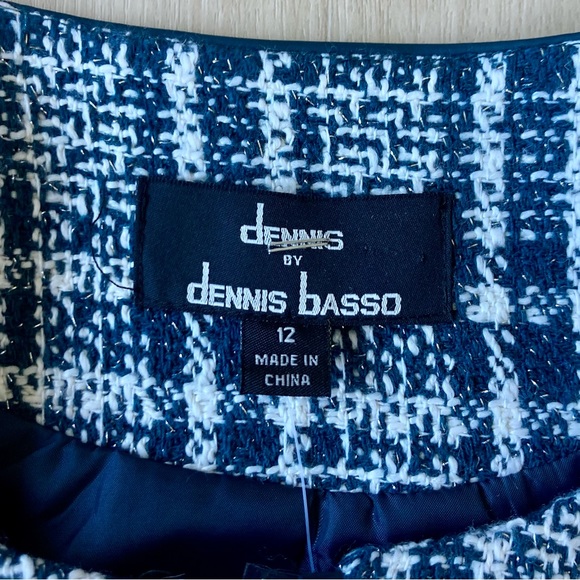 dennis
BY
dennis basso
12
MADE IN
CHINA